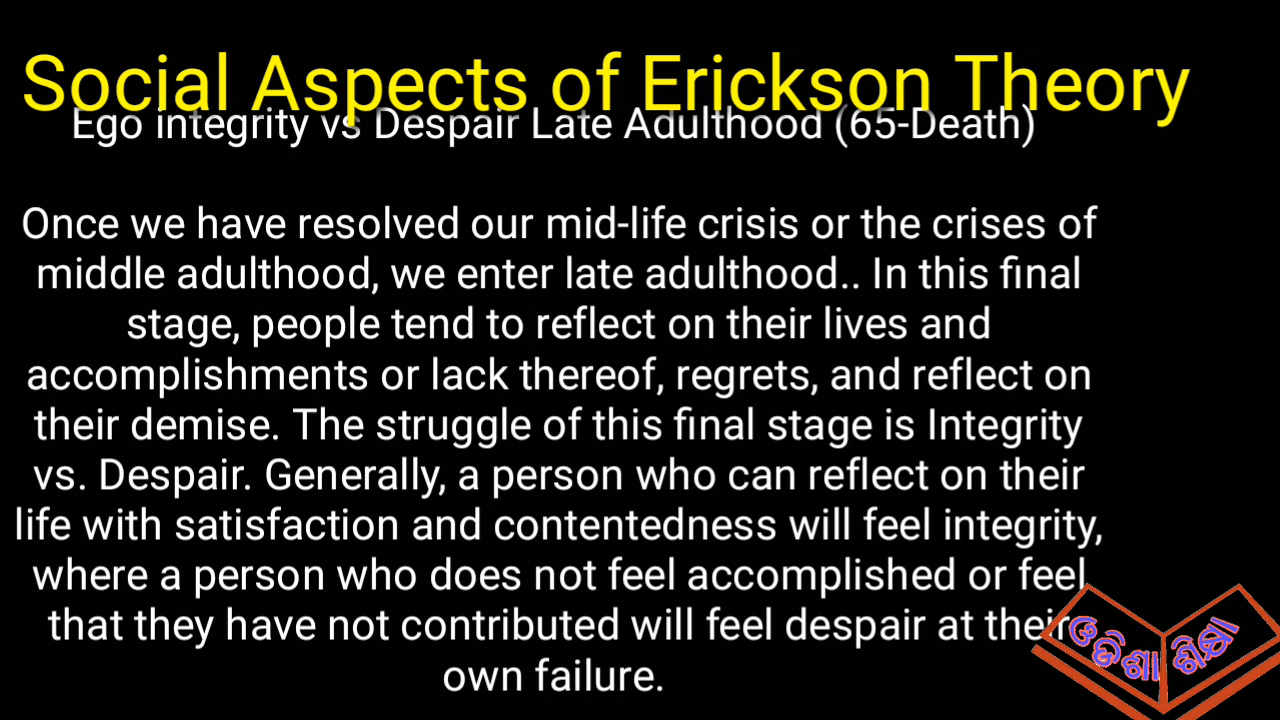 Social Aspects of Erickson Theory
Ego integrity vs Despair Late Adulthood (65-Death)
Once we have resolved our mid-life crisis or the crises of
middle adulthood, we enter late adulthood.. In this final
stage, people tend to reflect on their lives and
accomplishments or lack thereof, regrets, and reflect on
their demise. The struggle of this final stage is Integrity
vs. Despair. Generally, a person who can reflect on their
life with satisfaction and contentedness will feel integrity,
where a person who does not feel accomplished or feel
that they have not contributed will feel despair at their
own failure.
ଓଡିଶା ଶିକ୍ଷା